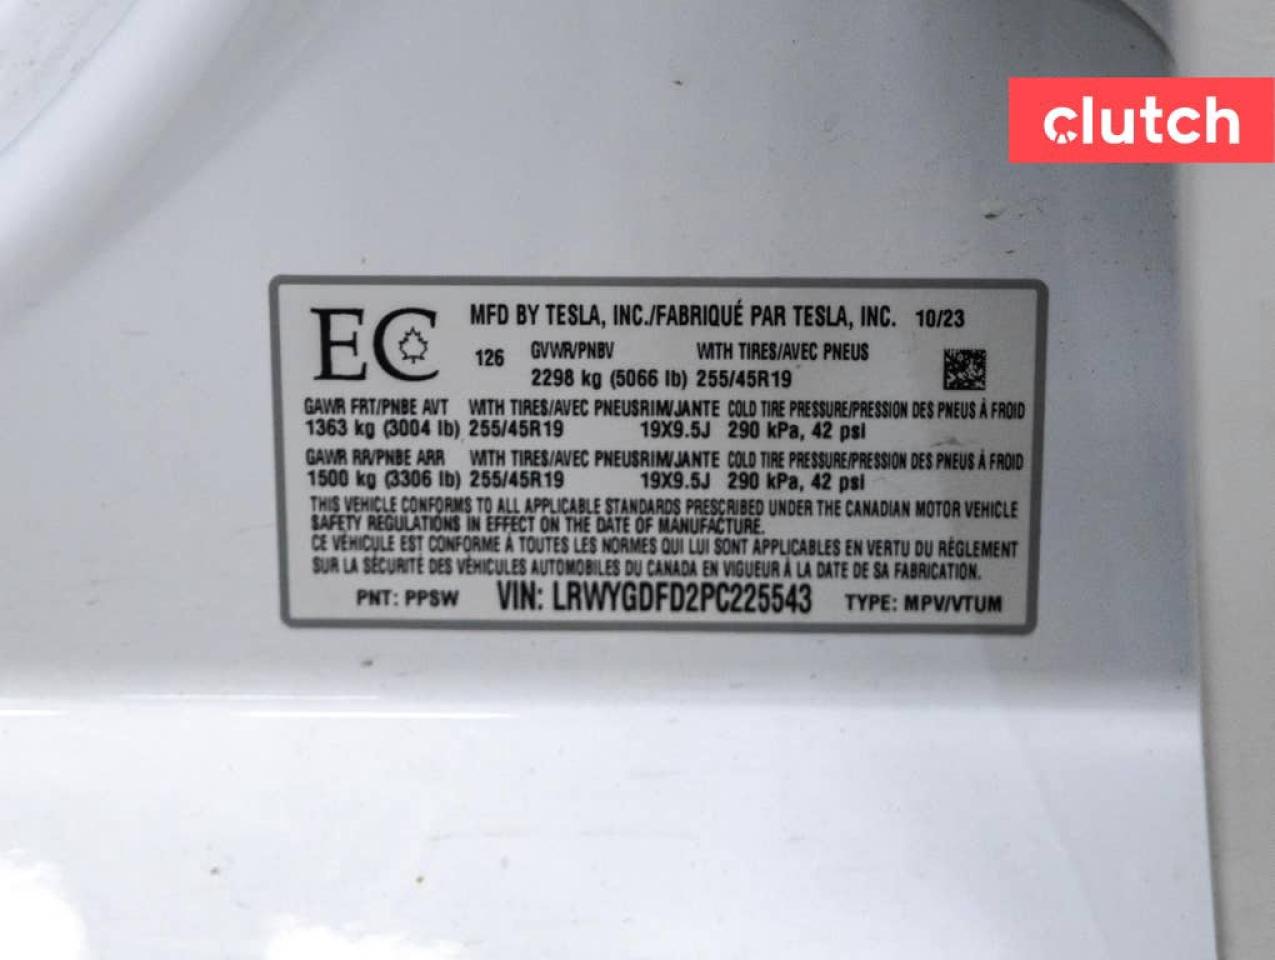 clutch
EC
MFD BY TESLA, INC./FABRIQUÉ PAR TESLA, INC. 10/23
126 GVWR/PNBV WITH TIRES/AVEC PNEUS
2298 kg (5066 lb) 255/45R19
GAWR FRT/PNBE AVT WITH TIRES/AVEC PNEUS RIM/JANTE COLD TIRE PRESSURE/PRESSION DES PNEUS À FROID
1363 kg (3004 lb) 255/45R19 19X9.5J 290 kPa, 42 psi
GAWR RR/PNBE ARR WITH TIRES/AVEC PNEUS RIM/JANTE COLD TIRE PRESSURE/PRESSION DES PNEUS À FROID
1500 kg (3306 lb) 255/45R19 19X9.5J 290 kPa, 42 psi
THIS VEHICLE CONFORMS TO ALL APPLICABLE STANDARDS PRESCRIBED UNDER THE CANADIAN MOTOR VEHICLE
SAFETY REGULATIONS IN EFFECT ON THE DATE OF MANUFACTURE.
CE VÉHICULE EST CONFORME À TOUTES LES NORMES QUI LUI SONT APPLICABLES EN VERTU DU RÉGLEMENT
SUR LA SÉCURITÉ DES VÉHICULES AUTOMOBILES DU CANADA EN VIGUEUR À LA DATE DE SA FABRICATION.
PNT: PPSW VIN: LRWYGDFD2PC225543 TYPE: MPV/VTUM